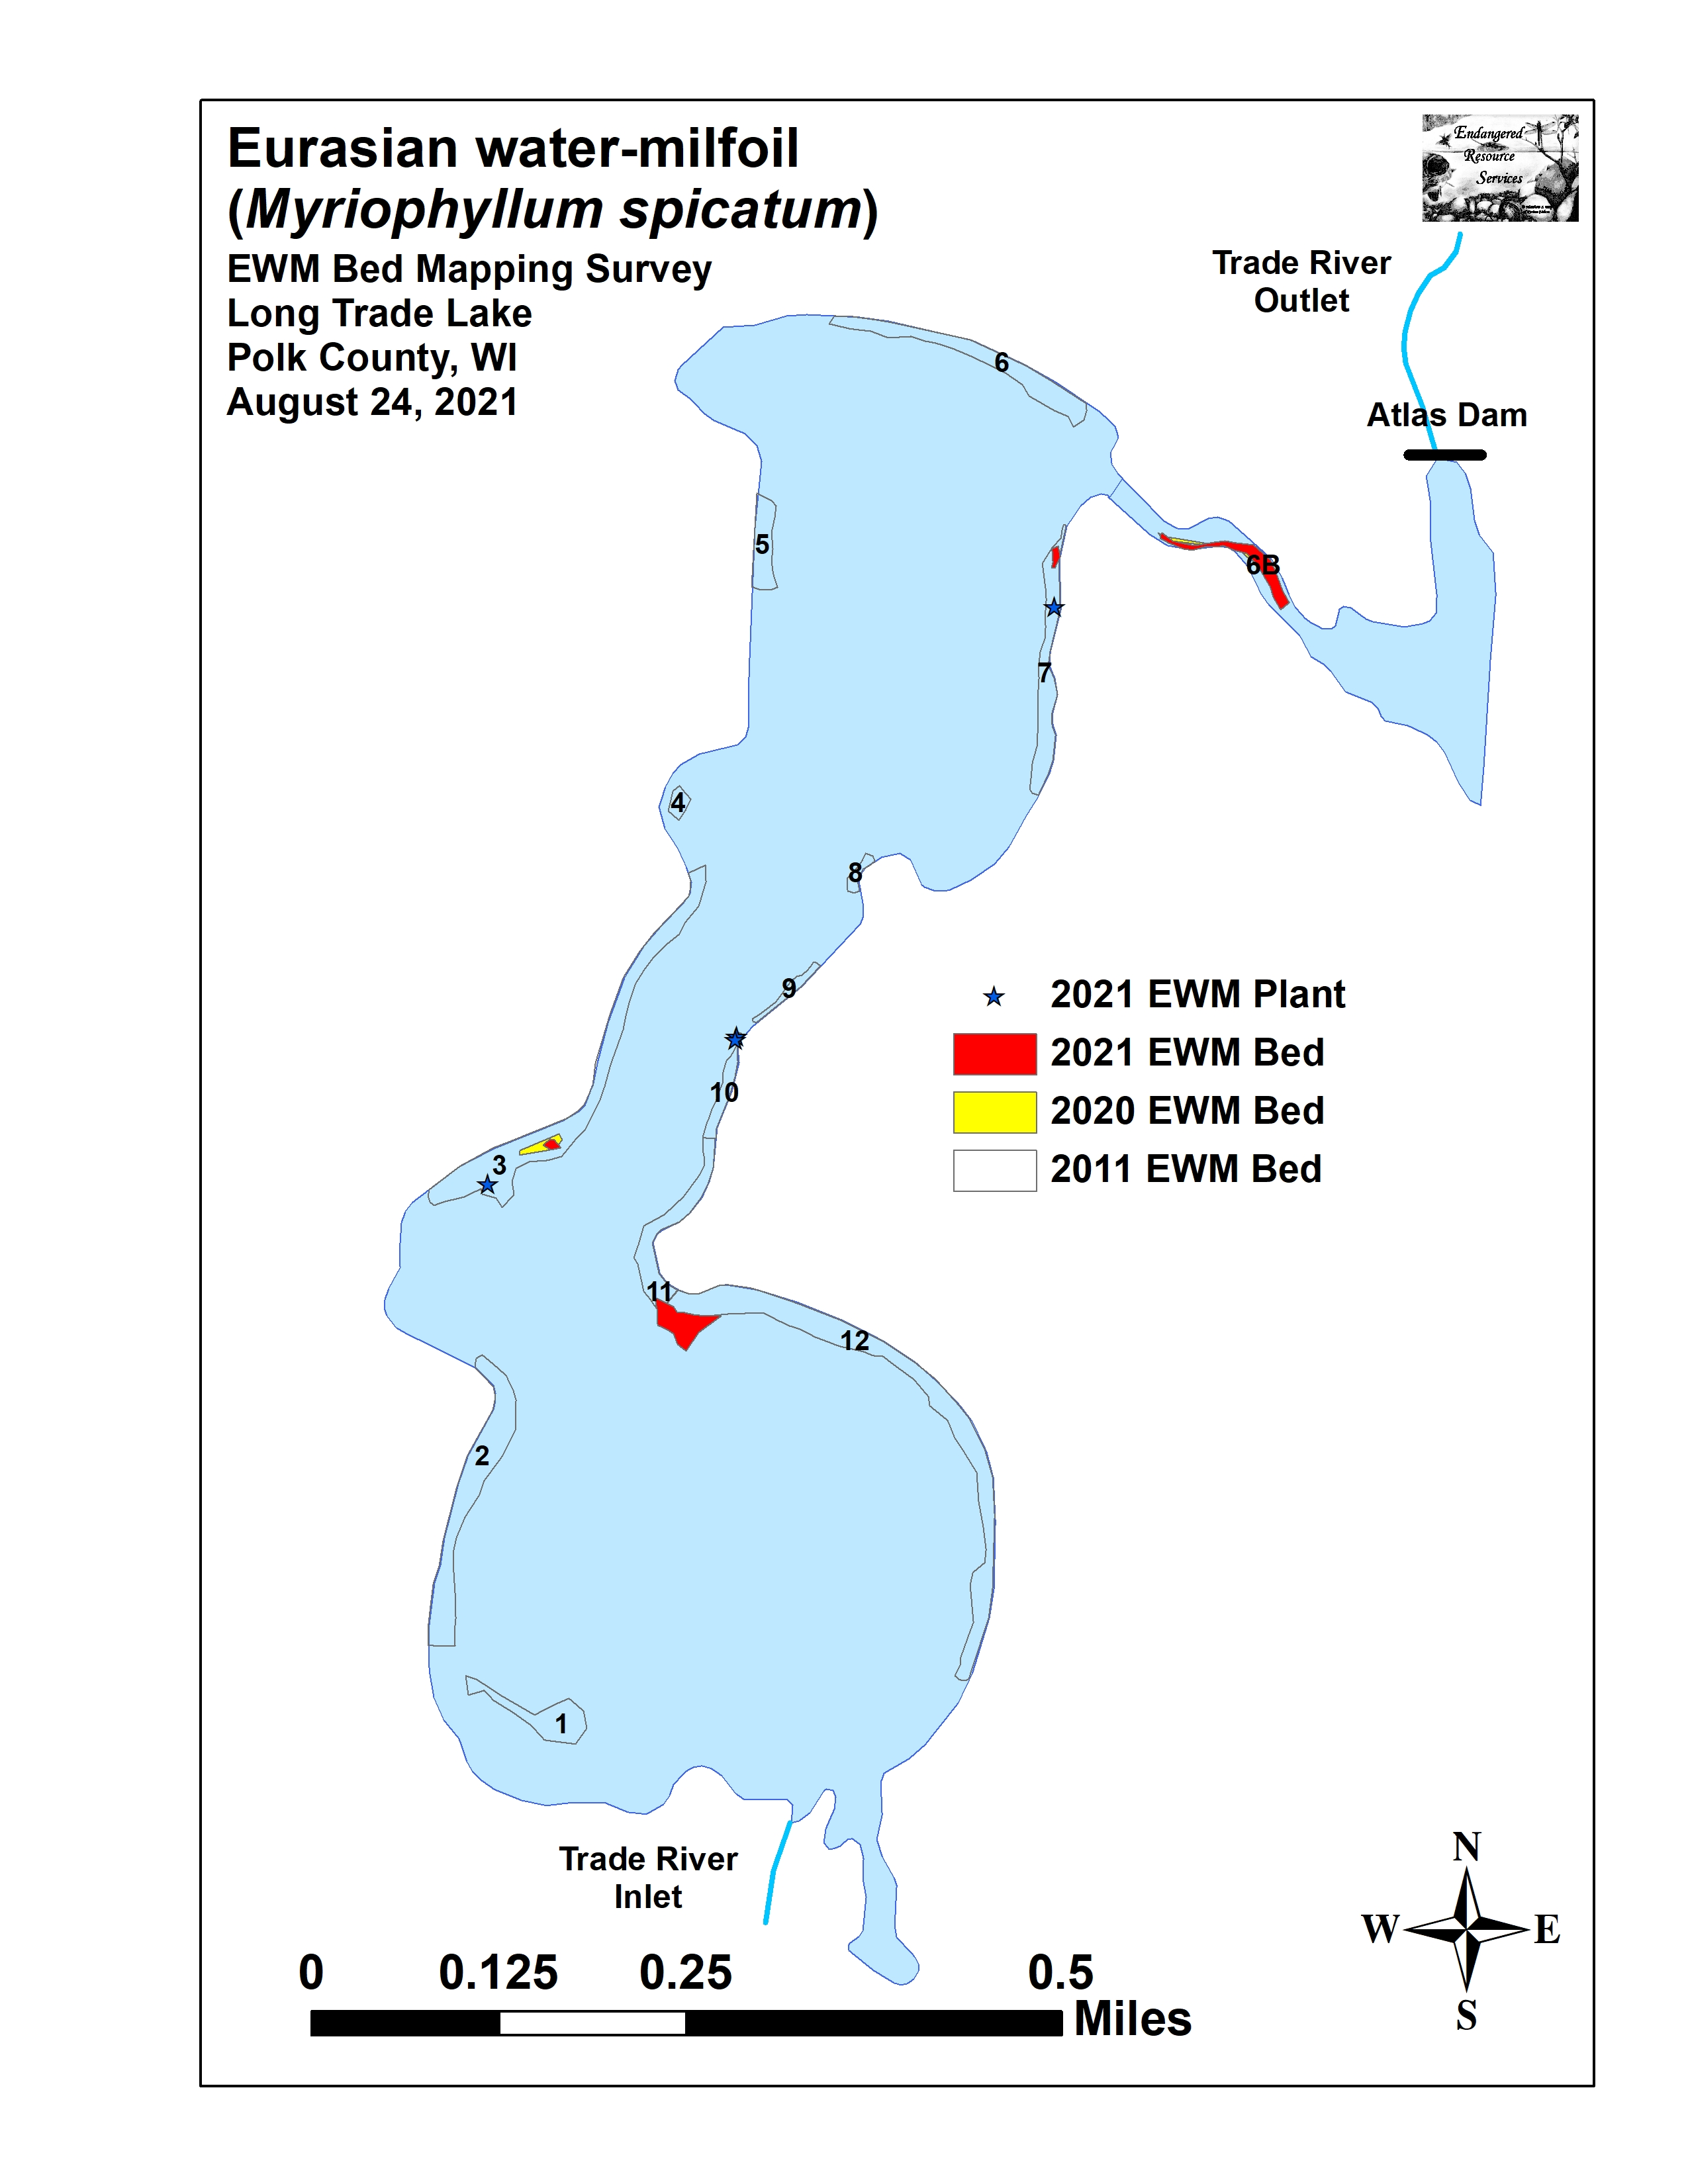 Eurasian water-milfoil
(Myriophyllum spicatum)
EWM Bed Mapping Survey
Long Trade Lake
Polk County, WI
August 24, 2021
Endangered
Resource
Services
Trade River
Outlet
Atlas Dam
6
5
6B
7
4
8
9
10
3
11
12
2
1
2021 EWM Plant
2021 EWM Bed
2020 EWM Bed
2011 EWM Bed
Trade River
Inlet
N
W E
S
0 0.125 0.25 0.5
Miles